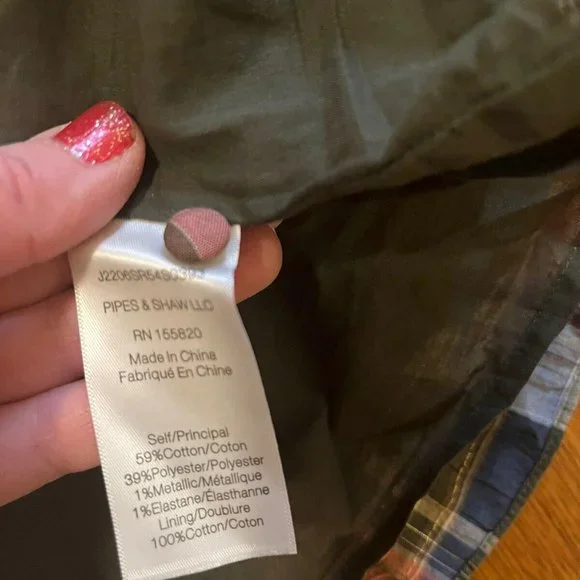 PIPES & SHAW LLC
RN 155820
Made In China
Fabriqué En Chine
Self/Principal
59%Cotton/Coton
39%Polyester/Polyester
1%Metallic/Métallique
1%Elastane/Élasthanne
Lining/Doublure
100%Cotton/Coton